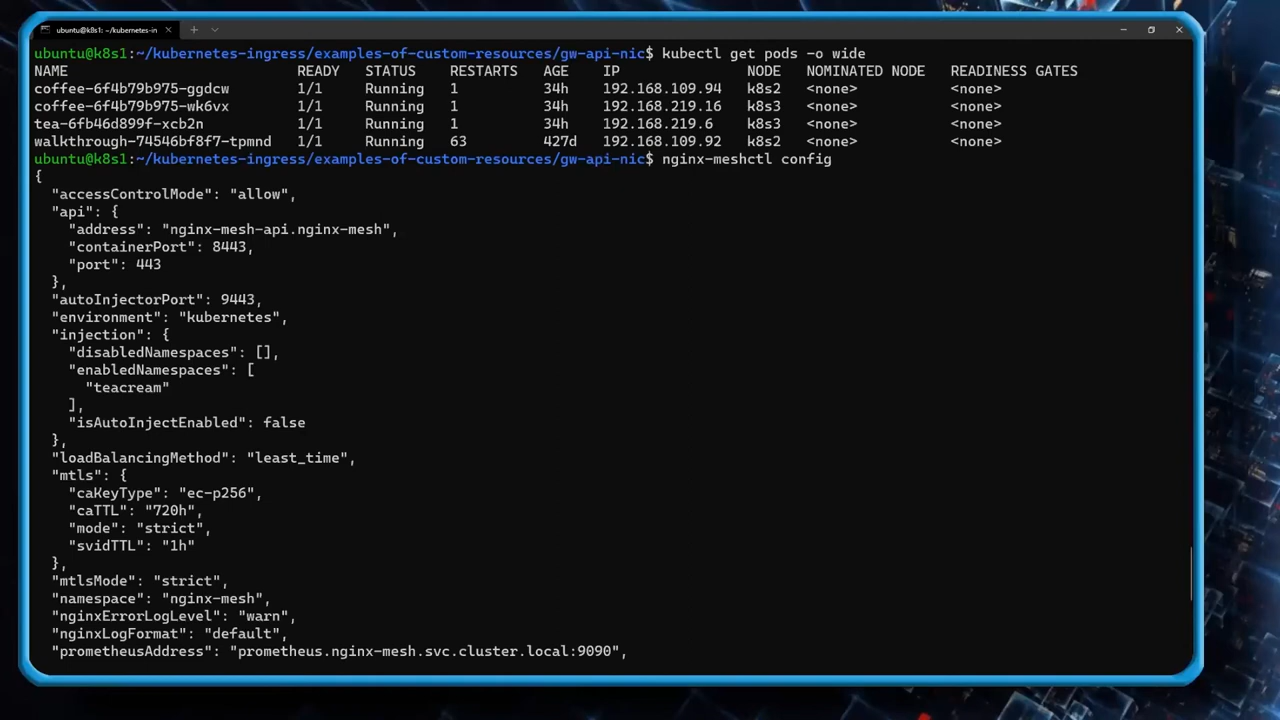 ubuntu@k8s1: ~/kubernetes-in
ubuntu@k8s1:~/kubernetes-ingress/examples-of-custom-resources/gw-api-nic$ kubectl get pods -o wide
NAME READY STATUS RESTARTS AGE IP NODE NOMINATED NODE READINESS GATES
coffee-6f4b79b975-ggdcw 1/1 Running 1 34h 192.168.109.94 k8s2 <none> <none>
coffee-6f4b79b975-wk6vx 1/1 Running 1 34h 192.168.219.16 k8s3 <none> <none>
tea-6fb46d899f-xcb2n 1/1 Running 1 34h 192.168.219.6 k8s3 <none> <none>
walkthrough-74546bf8f7-tpmnd 1/1 Running 63 427d 192.168.109.92 k8s2 <none> <none>
ubuntu@k8s1:~/kubernetes-ingress/examples-of-custom-resources/gw-api-nic$ nginx-meshctl config
{
"accessControlMode": "allow",
"api": {
"address": "nginx-mesh-api.nginx-mesh",
"containerPort": 8443,
"port": 443
},
"autoInjectorPort": 9443,
"environment": "kubernetes",
"injection": {
"disabledNamespaces": [],
"enabledNamespaces": [
"teacream"
],
"isAutoInjectEnabled": false
},
"loadBalancingMethod": "least_time",
"mtls": {
"caKeyType": "ec-p256",
"caTTL": "720h",
"mode": "strict",
"svidTTL": "1h"
},
"mtlsMode": "strict",
"namespace": "nginx-mesh",
"nginxErrorLogLevel": "warn",
"nginxLogFormat": "default",
"prometheusAddress": "prometheus.nginx-mesh.svc.cluster.local:9090",